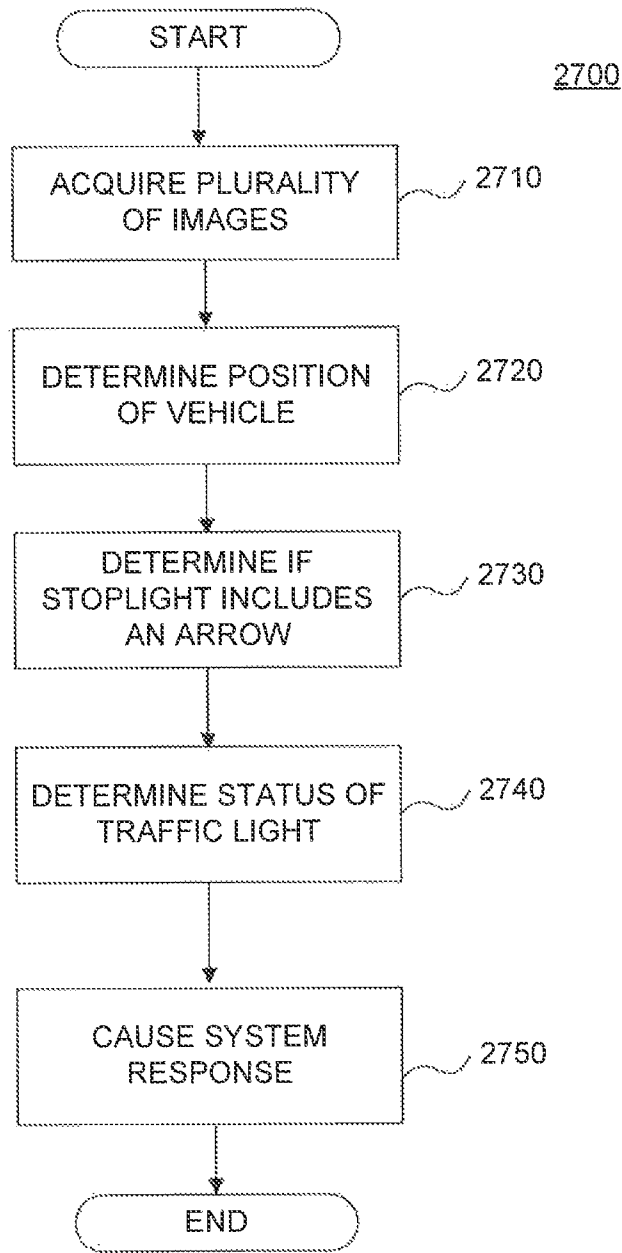 START
2700
ACQUIRE PLURALITY
OF IMAGES
2710
DETERMINE POSITION
OF VEHICLE
2720
DETERMINE IF
STOPLIGHT INCLUDES
AN ARROW
2730
DETERMINE STATUS OF
TRAFFIC LIGHT
2740
CAUSE SYSTEM
RESPONSE
2750
END